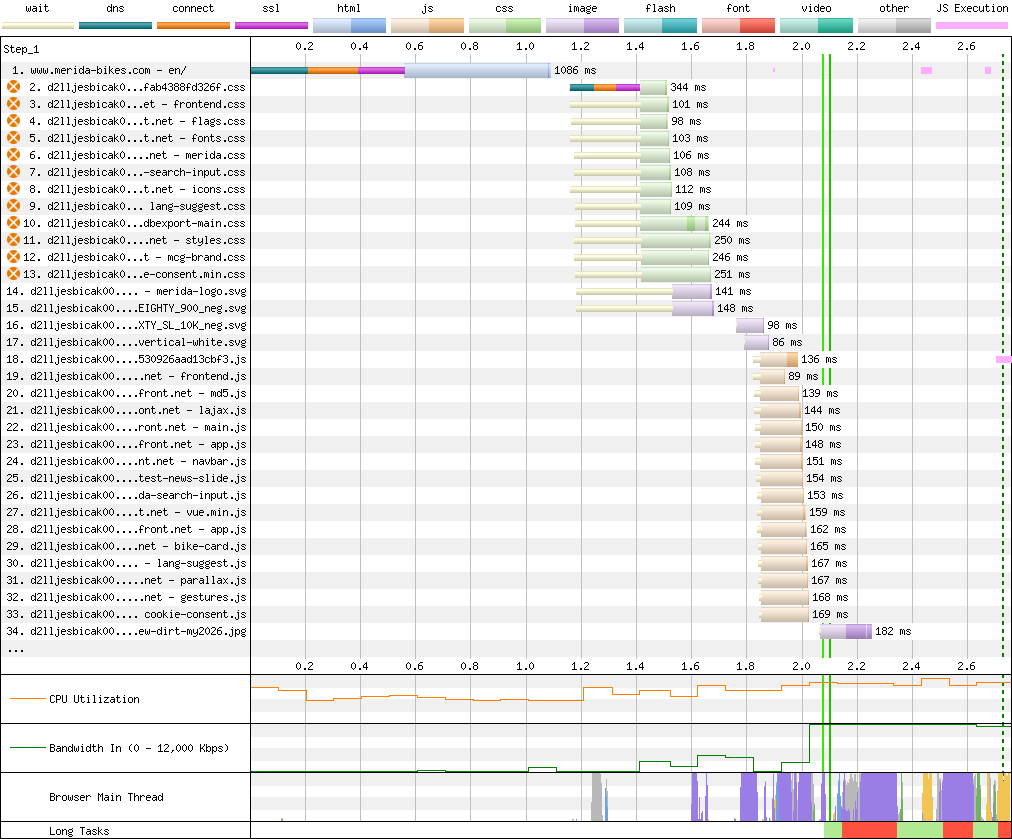 wait dns connect ssl html js css image flash font video other JS Execution
Step_1 0.2 0.4 0.6 0.8 1.0 1.2 1.4 1.6 1.8 2.0 2.2 2.4 2.6
1. www.merida-bikes.com - en/ 1086 ms
2. d2lljesbicak0...fab4388fd326f.css 344 ms
3. d2lljesbicak0...et - frontend.css 101 ms
4. d2lljesbicak0...t.net - flags.css 98 ms
5. d2lljesbicak0...t.net - fonts.css 103 ms
6. d2lljesbicak0....net - merida.css 106 ms
7. d2lljesbicak0...-search-input.css 108 ms
8. d2lljesbicak0...t.net - icons.css 112 ms
9. d2lljesbicak0... lang-suggest.css 109 ms
10. d2lljesbicak0...dbexport-main.css 244 ms
11. d2lljesbicak0....net - styles.css 250 ms
12. d2lljesbicak0...t - mcg-brand.css 246 ms
13. d2lljesbicak0...e-consent.min.css 251 ms
14. d2lljesbicak00.... - merida-logo.svg 141 ms
15. d2lljesbicak00....EIGHTY_900_neg.svg 148 ms
16. d2lljesbicak00....XTY_SL_10K_neg.svg 98 ms
17. d2lljesbicak00....vertical-white.svg 86 ms
18. d2lljesbicak00....530926aad13cbf3.js 136 ms
19. d2lljesbicak00....net - frontend.js 89 ms
20. d2lljesbicak00....front.net - md5.js 139 ms
21. d2lljesbicak00....ont.net - lajax.js 144 ms
22. d2lljesbicak00....ront.net - main.js 150 ms
23. d2lljesbicak00....front.net - app.js 148 ms
24. d2lljesbicak00....nt.net - navbar.js 151 ms
25. d2lljesbicak00....test-news-slide.js 154 ms
26. d2lljesbicak00....da-search-input.js 153 ms
27. d2lljesbicak00....t.net - vue.min.js 159 ms
28. d2lljesbicak00....front.net - app.js 162 ms
29. d2lljesbicak00....net - bike-card.js 165 ms
30. d2lljesbicak00.... - lang-suggest.js 167 ms
31. d2lljesbicak00....net - parallax.js 167 ms
32. d2lljesbicak00....net - gestures.js 168 ms
33. d2lljesbicak00.... cookie-consent.js 169 ms
34. d2lljesbicak00....ew-dirt-my2026.jpg 182 ms
...
0.2 0.4 0.6 0.8 1.0 1.2 1.4 1.6 1.8 2.0 2.2 2.4 2.6
CPU Utilization
Bandwidth In (0 - 12,000 Kbps)
Browser Main Thread
Long Tasks